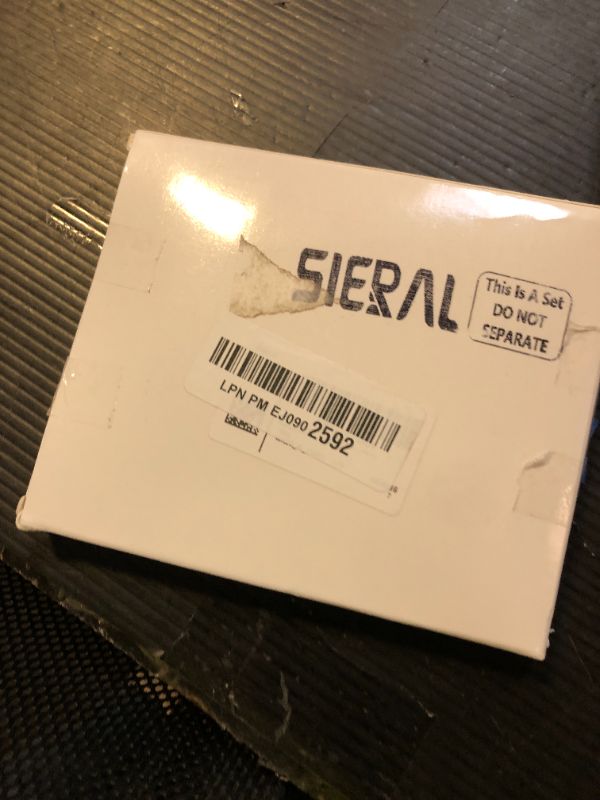 SIERAL
This Is A Set
DO NOT
SEPARATE
LPN PM EJ090 2592